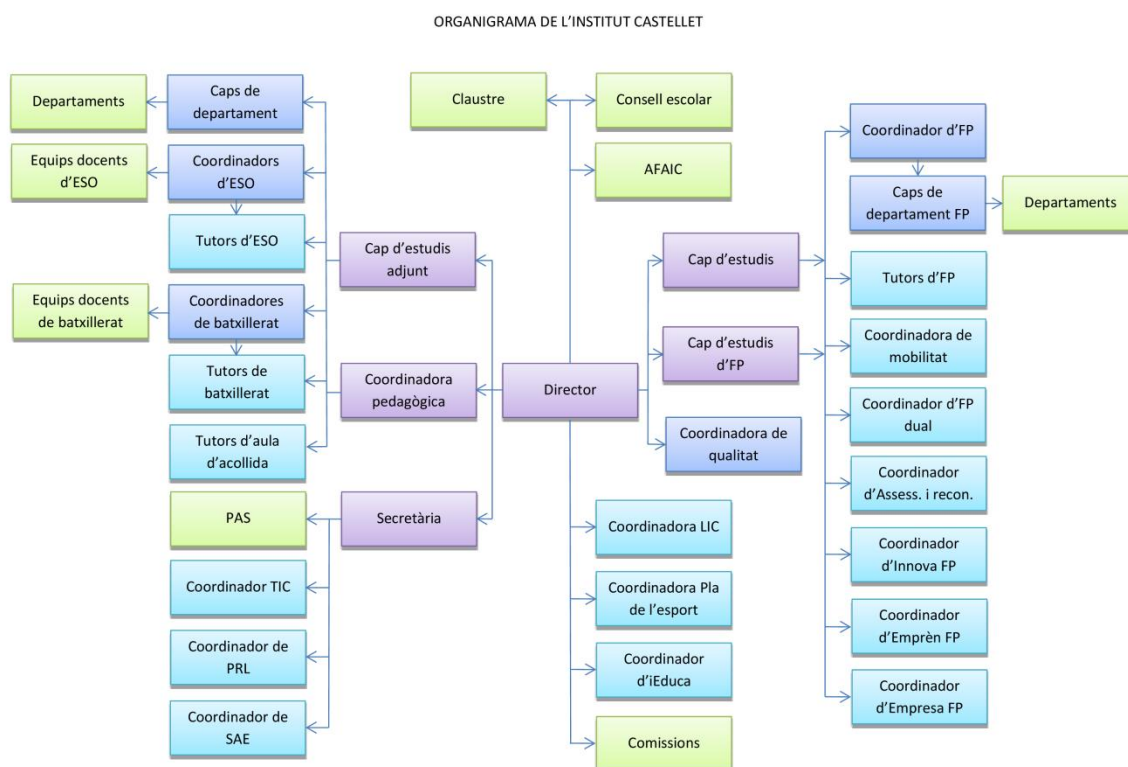 ORGANIGRAMA DE L'INSTITUT CASTELLET
Departaments
Caps de
departament
Equips docents
d'ESO
Coordinadors
d'ESO
Tutors d'ESO
Equips docents
de batxillerat
Coordinadores
de batxillerat
Tutors de
batxillerat
Tutors d'aula
d'acollida
PAS
Coordinador TIC
Coordinador de
PRL
Coordinador de
SAE
Cap d'estudis
adjunt
Coordinadora
pedagògica
Secretària
Claustre
Consell escolar
AFAIC
Director
Cap d'estudis
Cap d'estudis
d'FP
Coordinadora de
qualitat
Coordinadora LIC
Coordinadora Pla
de l'esport
Coordinador
d'iEduca
Comissions
Coordinador d'FP
Caps de
departament FP
Departaments
Tutors d'FP
Coordinadora de
mobilitat
Coordinador d'FP
dual
Coordinador
d'Assess. i recon.
Coordinador
d'Innova FP
Coordinador
d'Emprèn FP
Coordinador
d'Empresa FP